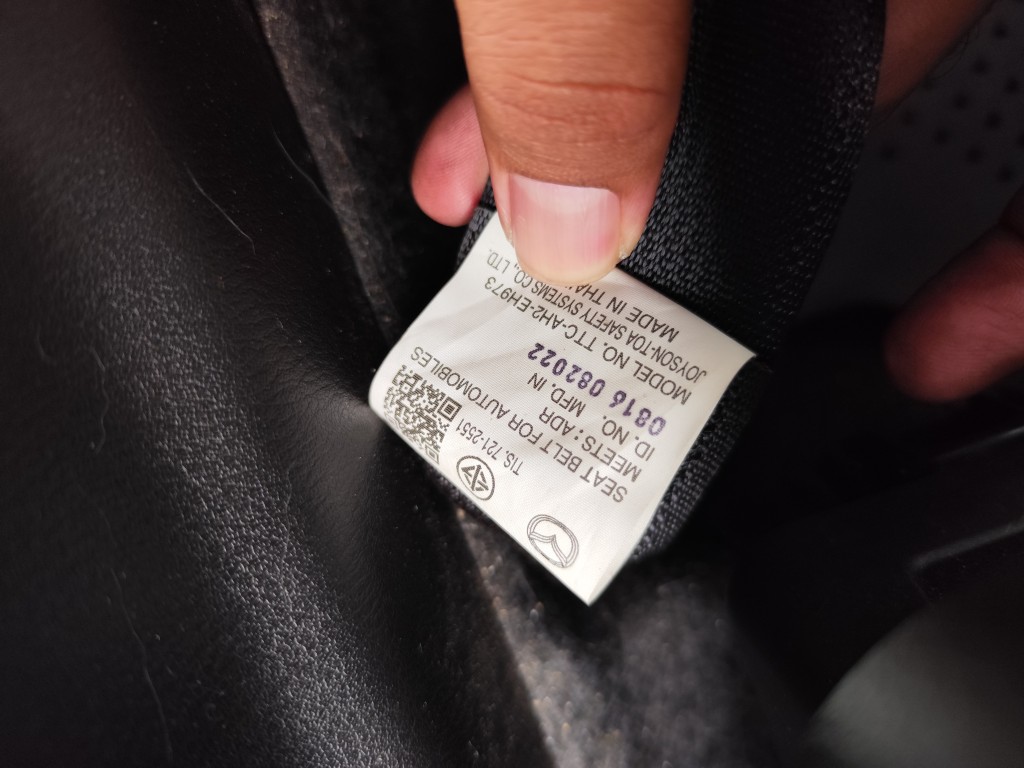 TIS. 721-2551
SEAT BELT FOR AUTOMOBILES
MEETS : ADR
ID. NO. MFD. IN
0816 082022
MODEL NO. TTC-AH2-EH973
JOYSON-TOA SAFETY SYSTEMS CO., LTD.
MADE IN